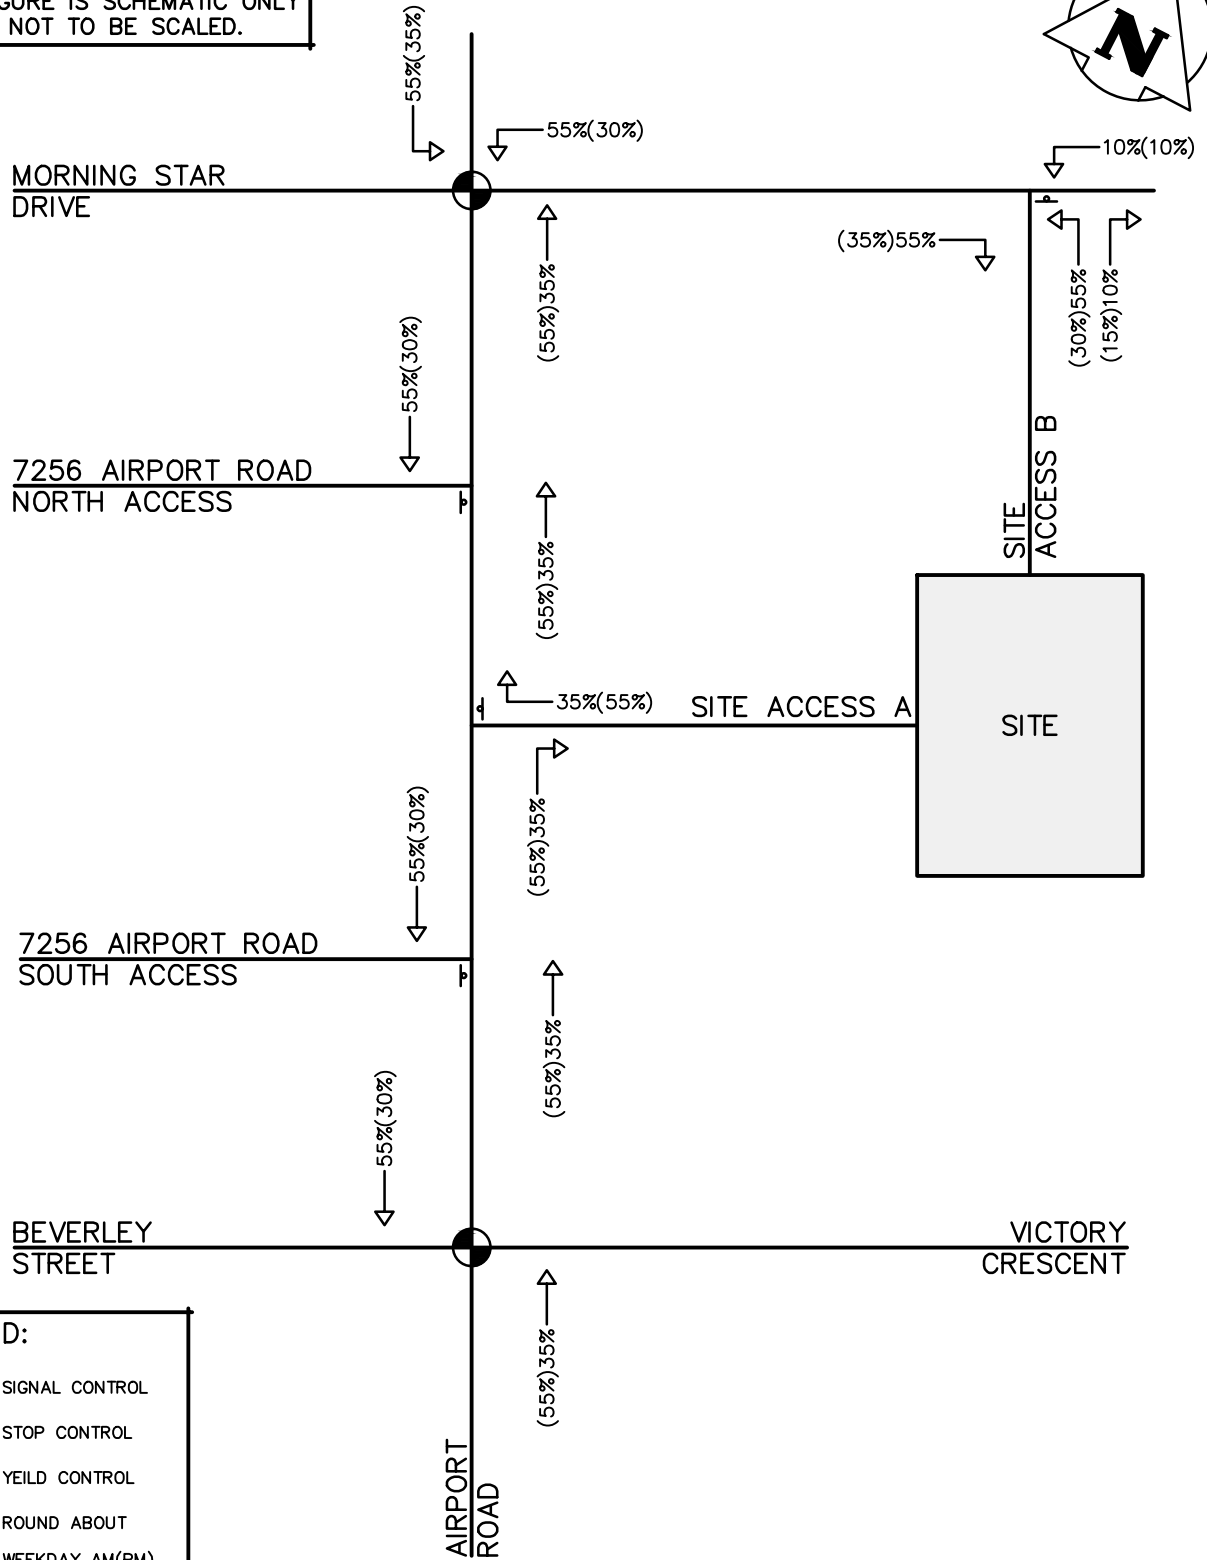 IS SCHEMATIC ONLY
NOT TO BE SCALED.
N
55%(35%)
55%(30%)
10%(10%)
MORNING STAR
DRIVE
(35%)55%
(55%)35%
(30%)55%
(15%)10%
55%(30%)
7256 AIRPORT ROAD
NORTH ACCESS
SITE
ACCESS B
(55%)35%
35%(55%)
SITE ACCESS A
SITE
(55%)35%
55%(30%)
7256 AIRPORT ROAD
SOUTH ACCESS
(55%)35%
55%(30%)
BEVERLEY
STREET
VICTORY
CRESCENT
(55%)35%
D:
SIGNAL CONTROL
STOP CONTROL
YEILD CONTROL
ROUND ABOUT
WEEKDAY AM(PM)
AIRPORT
ROAD